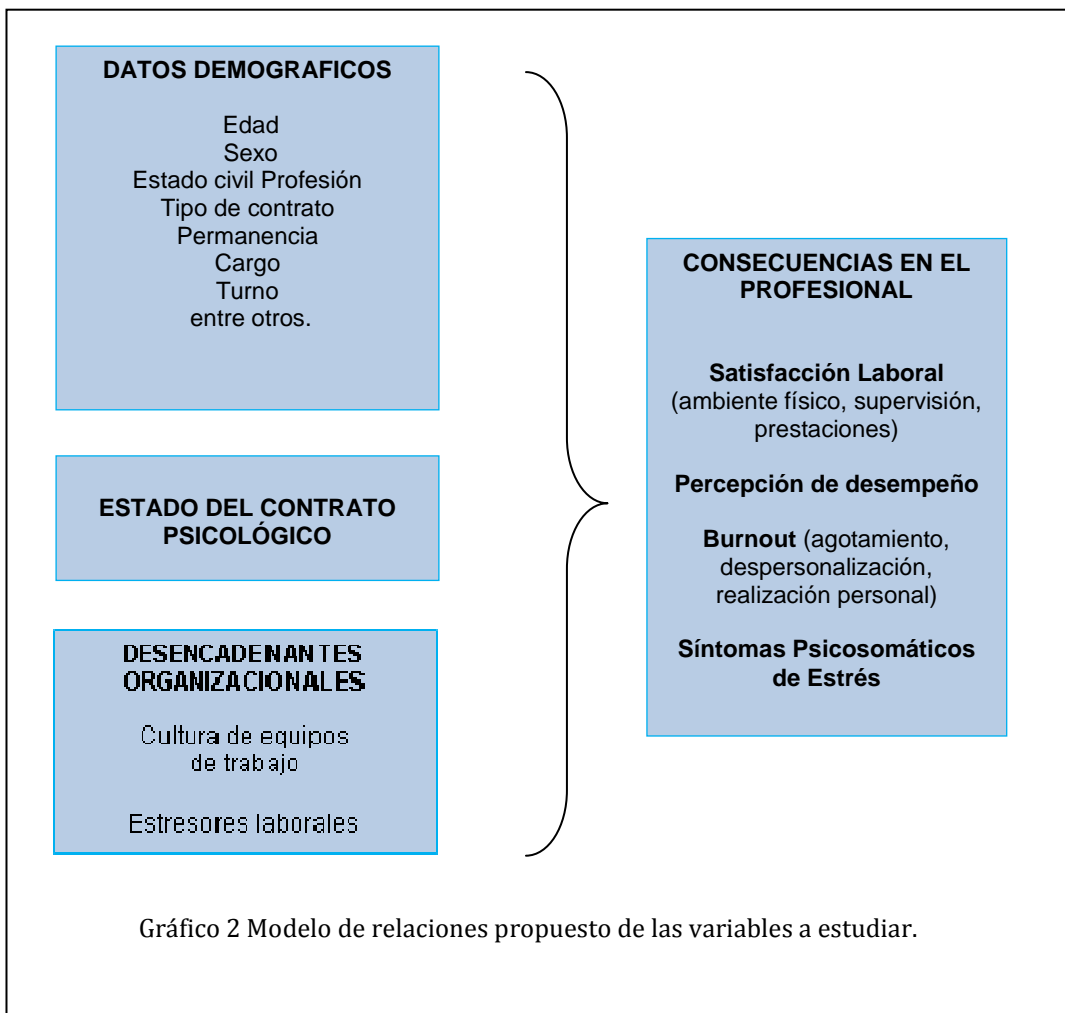 DATOS DEMOGRAFICOS
Edad
Sexo
Estado civil Profesión
Tipo de contrato
Permanencia
Cargo
Turno
entre otros.
ESTADO DEL CONTRATO
PSICOLÓGICO
DESENCADENANTES
ORGANIZACIONALES
Cultura de equipos
de trabajo
Estresores laborales
CONSECUENCIAS EN EL
PROFESIONAL
Satisfacción Laboral
(ambiente físico, supervisión,
prestaciones)
Percepción de desempeño
Burnout (agotamiento,
despersonalización,
realización personal)
Síntomas Psicosomáticos
de Estrés
Gráfico 2 Modelo de relaciones propuesto de las variables a estudiar.